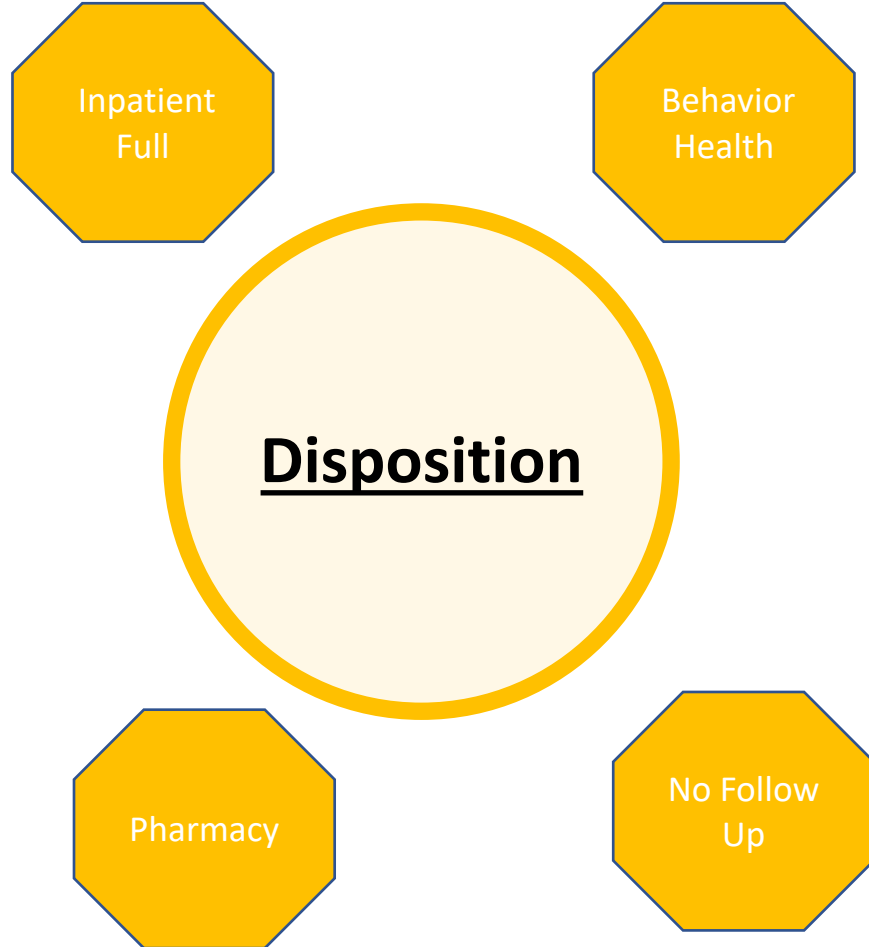 Inpatient
Full
Behavior
Health
Disposition
Pharmacy
No Follow
Up